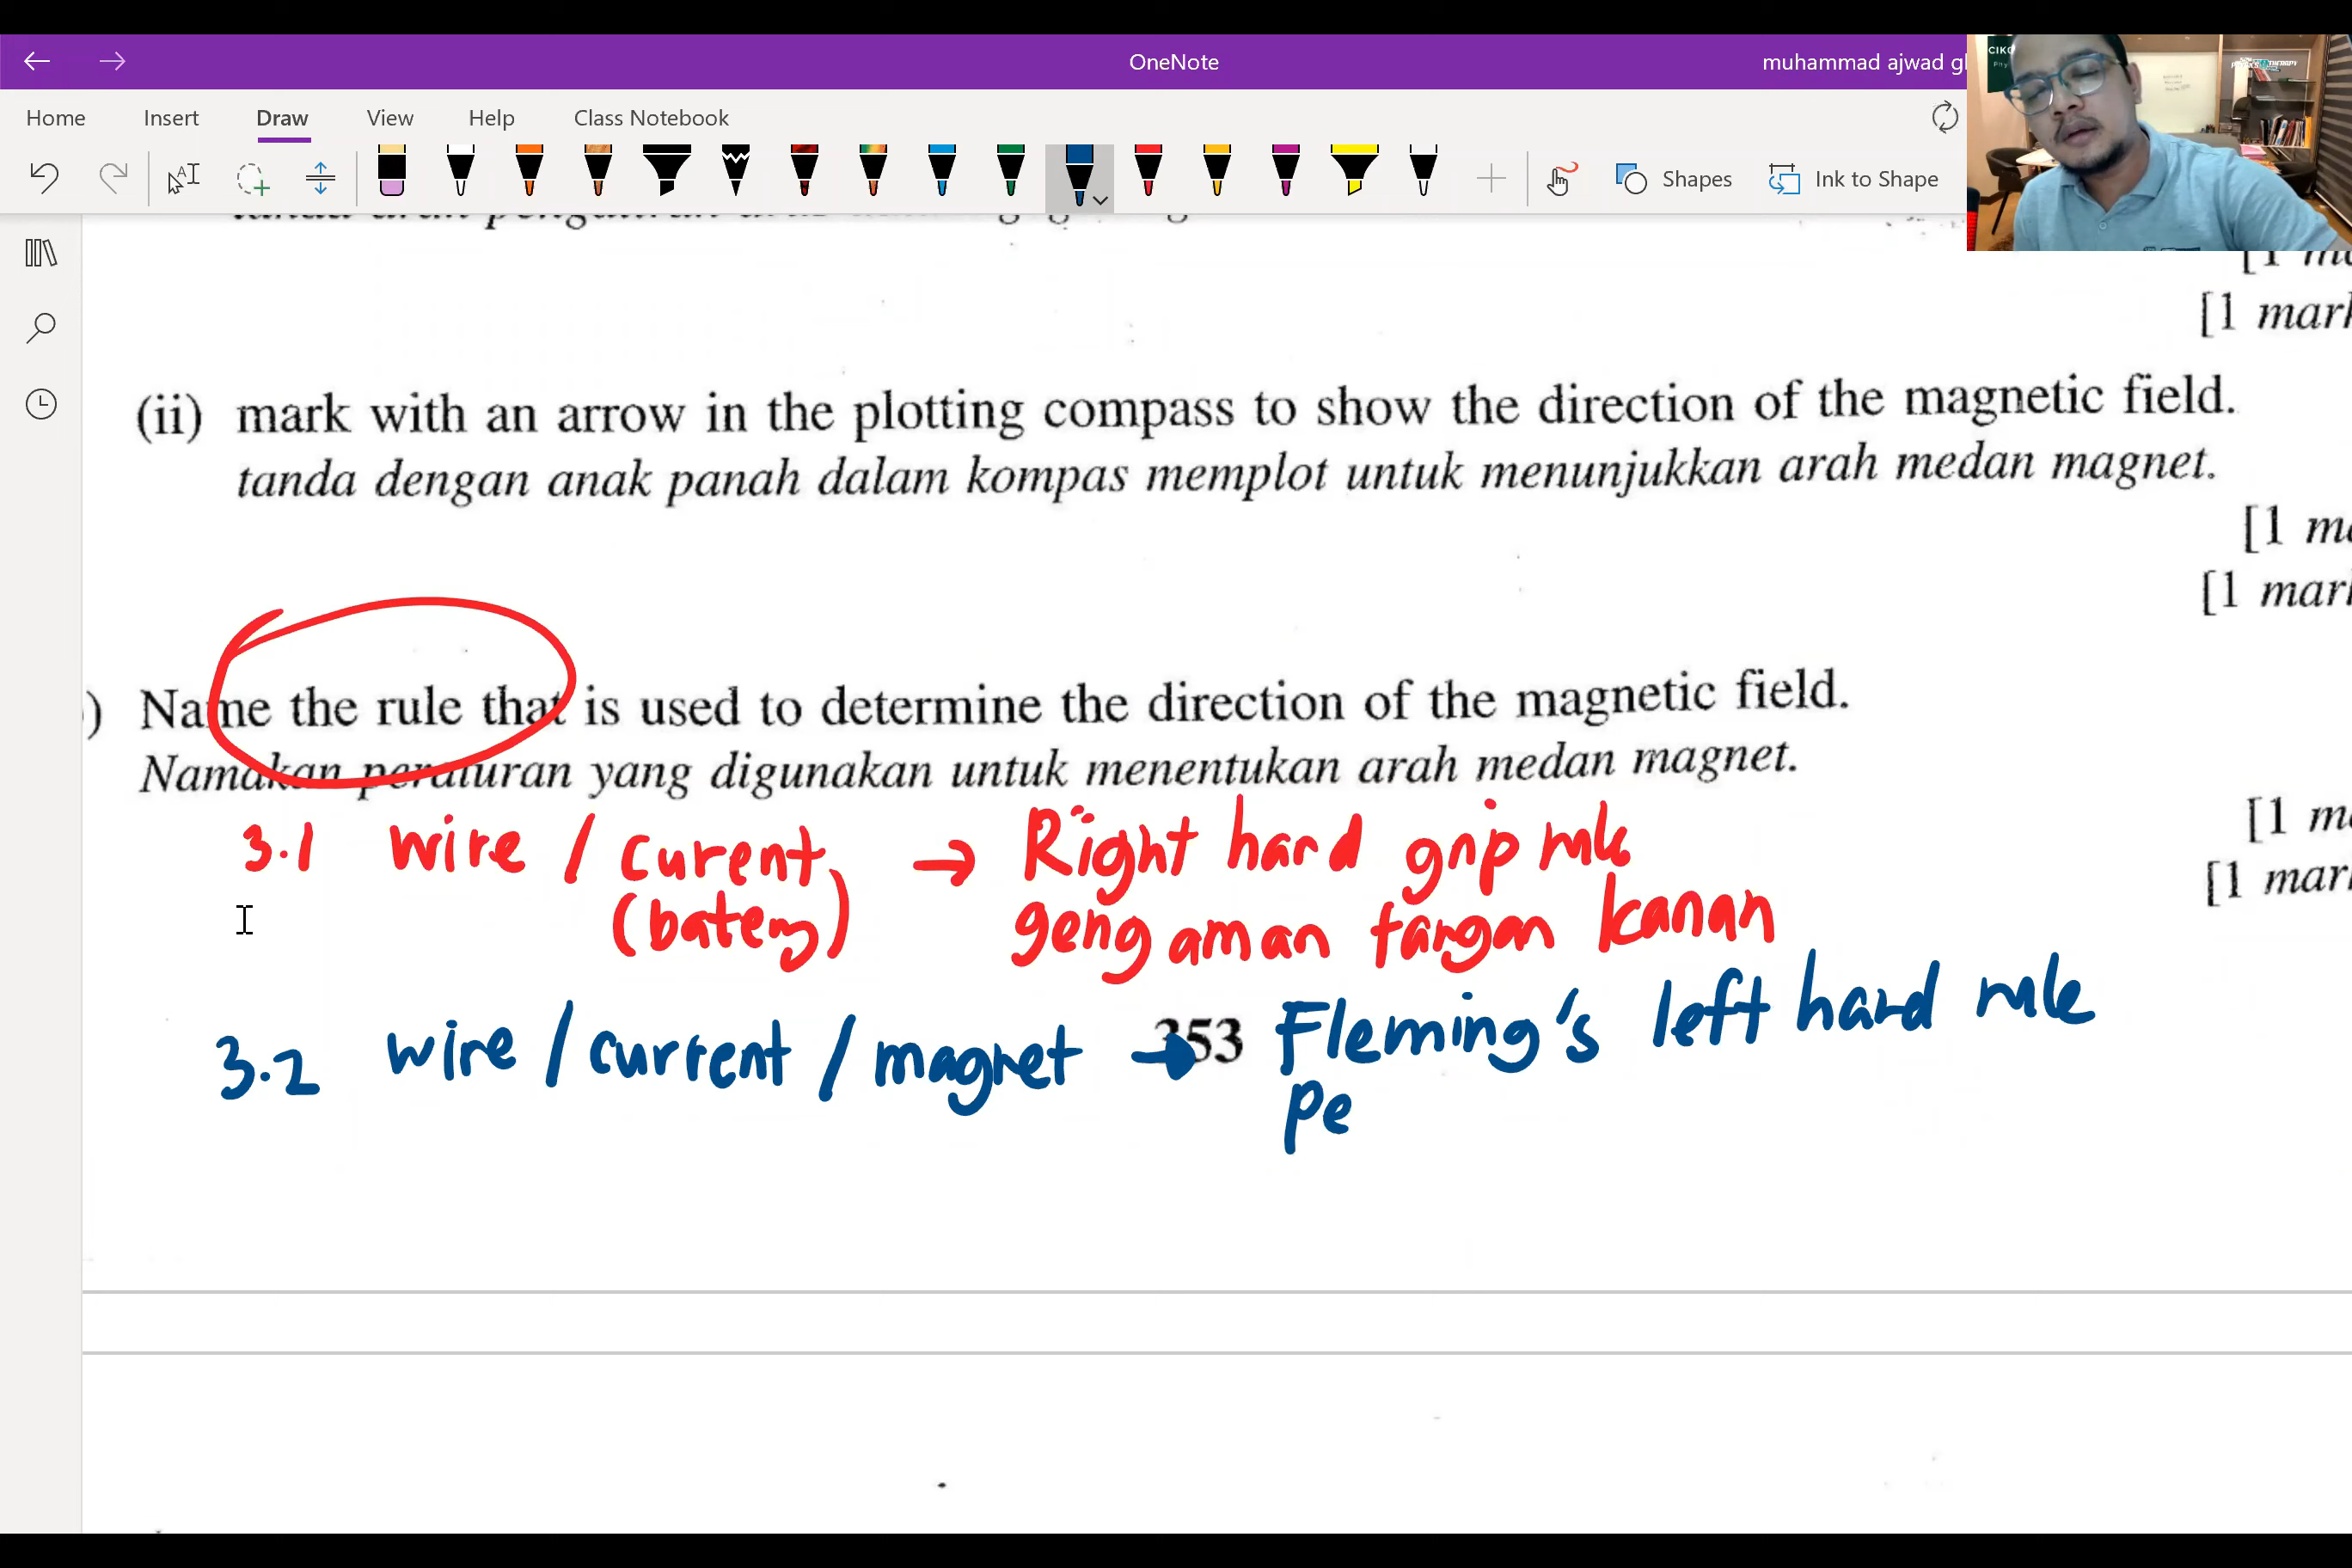 OneNote
muhammad ajwad gl
Home Insert Draw View Help Class Notebook
Shapes Ink to Shape
[1 mark
(ii) mark with an arrow in the plotting compass to show the direction of the magnetic field.
tanda dengan anak panah dalam kompas memplot untuk menunjukkan arah medan magnet.
[1 ma
[1 mark
) Name the rule that is used to determine the direction of the magnetic field.
Namakan peraturan yang digunakan untuk menentukan arah medan magnet.
[1 ma
[1 mark
3.1 wire / curent → Right hand grip rule
(batery) genggaman tangan kanan
3.2 wire / current / magnet → 353 Fleming's left hand rule
pe